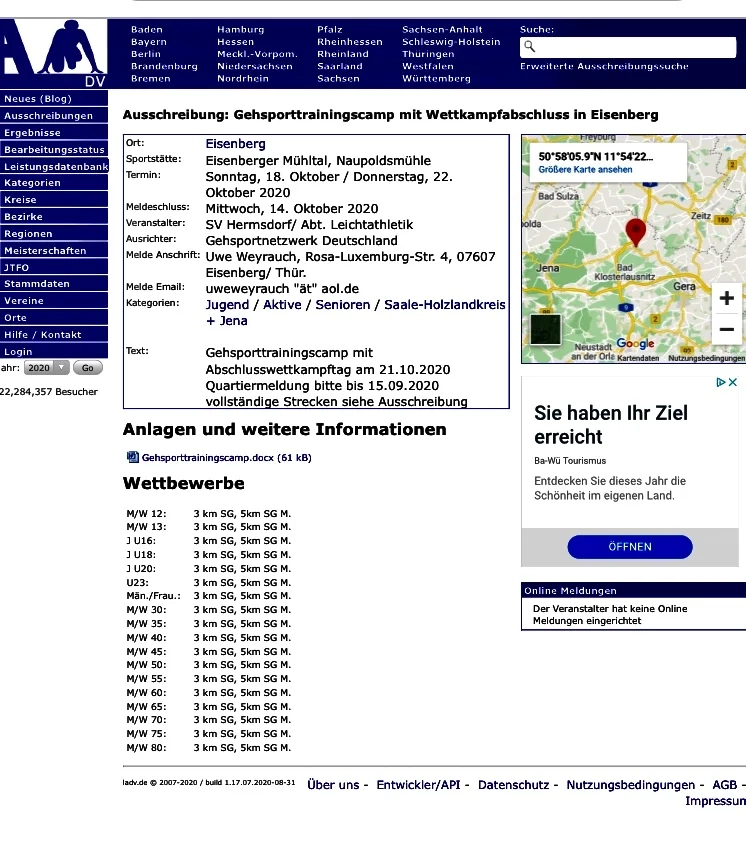 Baden Hamburg Pfalz Sachsen-Anhalt Suche:
Bayern Hessen Rheinhessen Schleswig-Holstein
Berlin Meckl.-Vorpom. Rheinland Thüringen
Brandenburg Niedersachsen Saarland Westfalen Erweiterte Ausschreibungssuche
Bremen Nordrhein Sachsen Württemberg
DV
Neues (Blog)
Ausschreibungen
Ergebnisse
Bearbeitungsstatus
Leistungsdatenbank
Kategorien
Kreise
Bezirke
Regionen
Meisterschaften
JTFO
Stammdaten
Vereine
Orte
Hilfe / Kontakt
Login
ahr: 2020 Go
22,284,357 Besucher
Ausschreibung: Gehsporttrainingscamp mit Wettkampfabschluss in Eisenberg
Ort: Eisenberg
Sportstätte: Eisenberger Mühltal, Naupoldsmühle
Termin: Sonntag, 18. Oktober / Donnerstag, 22.
Oktober 2020
Meldeschluss: Mittwoch, 14. Oktober 2020
Veranstalter: SV Hermsdorf/ Abt. Leichtathletik
Ausrichter: Gehsportnetzwerk Deutschland
Melde Anschrift: Uwe Weyrauch, Rosa-Luxemburg-Str. 4, 07607
Eisenberg/ Thür.
Melde Email: uweweyrauch "ät" aol.de
Kategorien: Jugend / Aktive / Senioren / Saale-Holzlandkreis
+ Jena
Text: Gehsporttrainingscamp mit
Abschlusswettkampftag am 21.10.2020
Quartiermeldung bitte bis 15.09.2020
vollständige Strecken siehe Ausschreibung
Freyburg
50°58'05.9"N 11°54'22...
Größere Karte ansehen
Bad Sulza
polda
Zeitz 180
Jena
Bad
Klosterlausnitz
Gera
9
2
Neustadt
an der Orla
Google
Kartendaten Nutzungsbedingungen
+
−
Anlagen und weitere Informationen
Gehsporttrainingscamp.docx (61 kB)
Wettbewerbe
M/W 12: 3 km SG, 5km SG M.
M/W 13: 3 km SG, 5km SG M.
J U16: 3 km SG, 5km SG M.
J U18: 3 km SG, 5km SG M.
J U20: 3 km SG, 5km SG M.
U23: 3 km SG, 5km SG M.
Män./Frau.: 3 km SG, 5km SG M.
M/W 30: 3 km SG, 5km SG M.
M/W 35: 3 km SG, 5km SG M.
M/W 40: 3 km SG, 5km SG M.
M/W 45: 3 km SG, 5km SG M.
M/W 50: 3 km SG, 5km SG M.
M/W 55: 3 km SG, 5km SG M.
M/W 60: 3 km SG, 5km SG M.
M/W 65: 3 km SG, 5km SG M.
M/W 70: 3 km SG, 5km SG M.
M/W 75: 3 km SG, 5km SG M.
M/W 80: 3 km SG, 5km SG M.
Sie haben Ihr Ziel
erreicht
Ba-Wü Tourismus
Entdecken Sie dieses Jahr die
Schönheit im eigenen Land.
ÖFFNEN
Online Meldungen
Der Veranstalter hat keine Online
Meldungen eingerichtet
ladv.de © 2007-2020 / build 1.17.07.2020-08-31 Über uns - Entwickler/API - Datenschutz - Nutzungsbedingungen - AGB -
Impressum